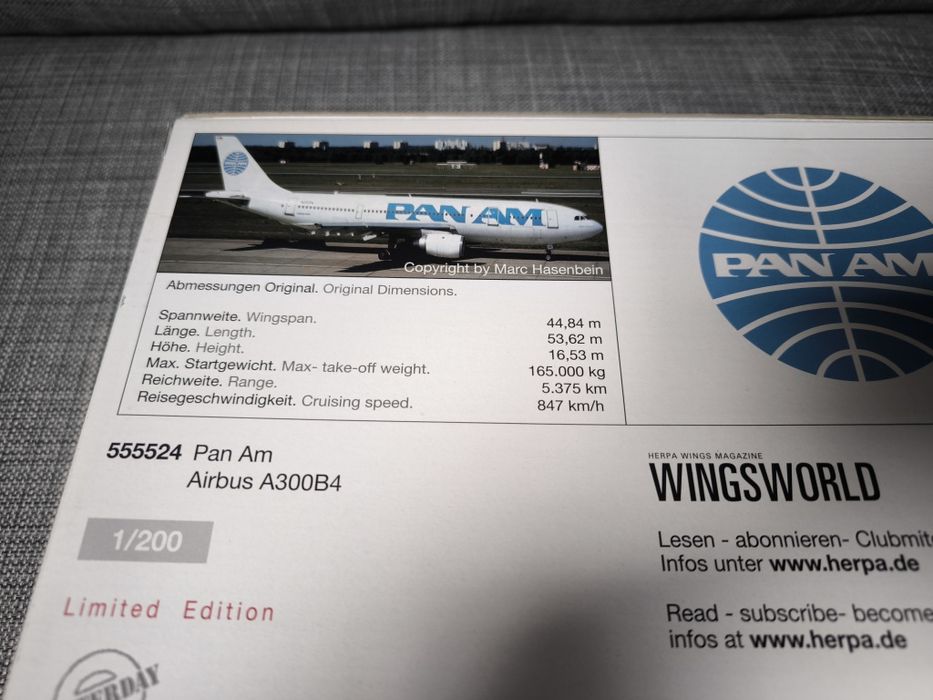 PAN AM
Copyright by Marc Hasenbein
PAN AM
Abmessungen Original. Original Dimensions.
Spannweite. Wingspan. 44,84 m
Länge. Length. 53,62 m
Höhe. Height. 16,53 m
Max. Startgewicht. Max- take-off weight. 165.000 kg
Reichweite. Range. 5.375 km
Reisegeschwindigkeit. Cruising speed. 847 km/h
555524 Pan Am
Airbus A300B4
1/200
Limited Edition
HERPA WINGS MAGAZINE
WINGSWORLD
Lesen - abonnieren- Clubmit
Infos unter www.herpa.de
Read - subscribe- become
infos at www.herpa.de